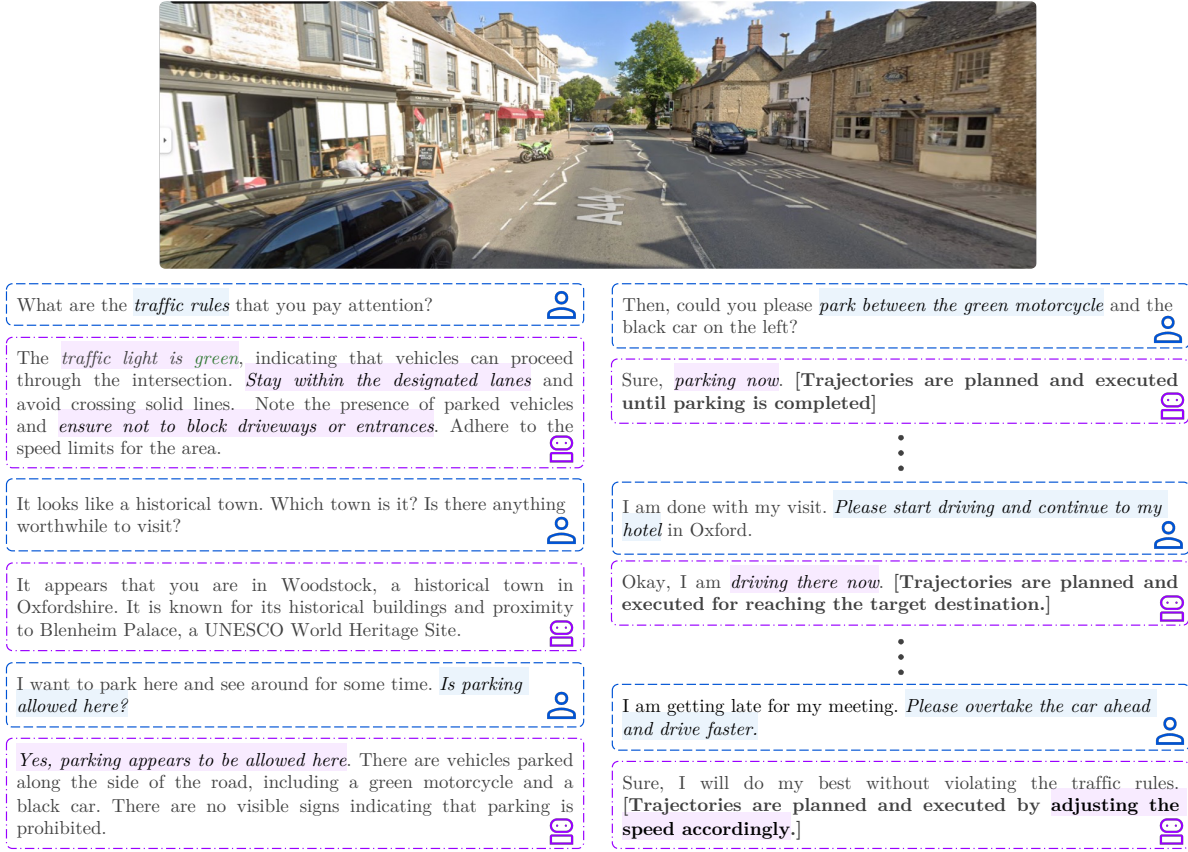 WOODSTOCK
A44
What are the traffic rules that you pay attention?
The traffic light is green, indicating that vehicles can proceed
through the intersection. Stay within the designated lanes and
avoid crossing solid lines. Note the presence of parked vehicles
and ensure not to block driveways or entrances. Adhere to the
speed limits for the area.
It looks like a historical town. Which town is it? Is there anything
worthwhile to visit?
It appears that you are in Woodstock, a historical town in
Oxfordshire. It is known for its historical buildings and proximity
to Blenheim Palace, a UNESCO World Heritage Site.
I want to park here and see around for some time. Is parking
allowed here?
Yes, parking appears to be allowed here. There are vehicles parked
along the side of the road, including a green motorcycle and a
black car. There are no visible signs indicating that parking is
prohibited.
Then, could you please park between the green motorcycle and the
black car on the left?
Sure, parking now. [Trajectories are planned and executed
until parking is completed]
I am done with my visit. Please start driving and continue to my
hotel in Oxford.
Okay, I am driving there now. [Trajectories are planned and
executed for reaching the target destination.]
I am getting late for my meeting. Please overtake the car ahead
and drive faster.
Sure, I will do my best without violating the traffic rules.
[Trajectories are planned and executed by adjusting the
speed accordingly.]